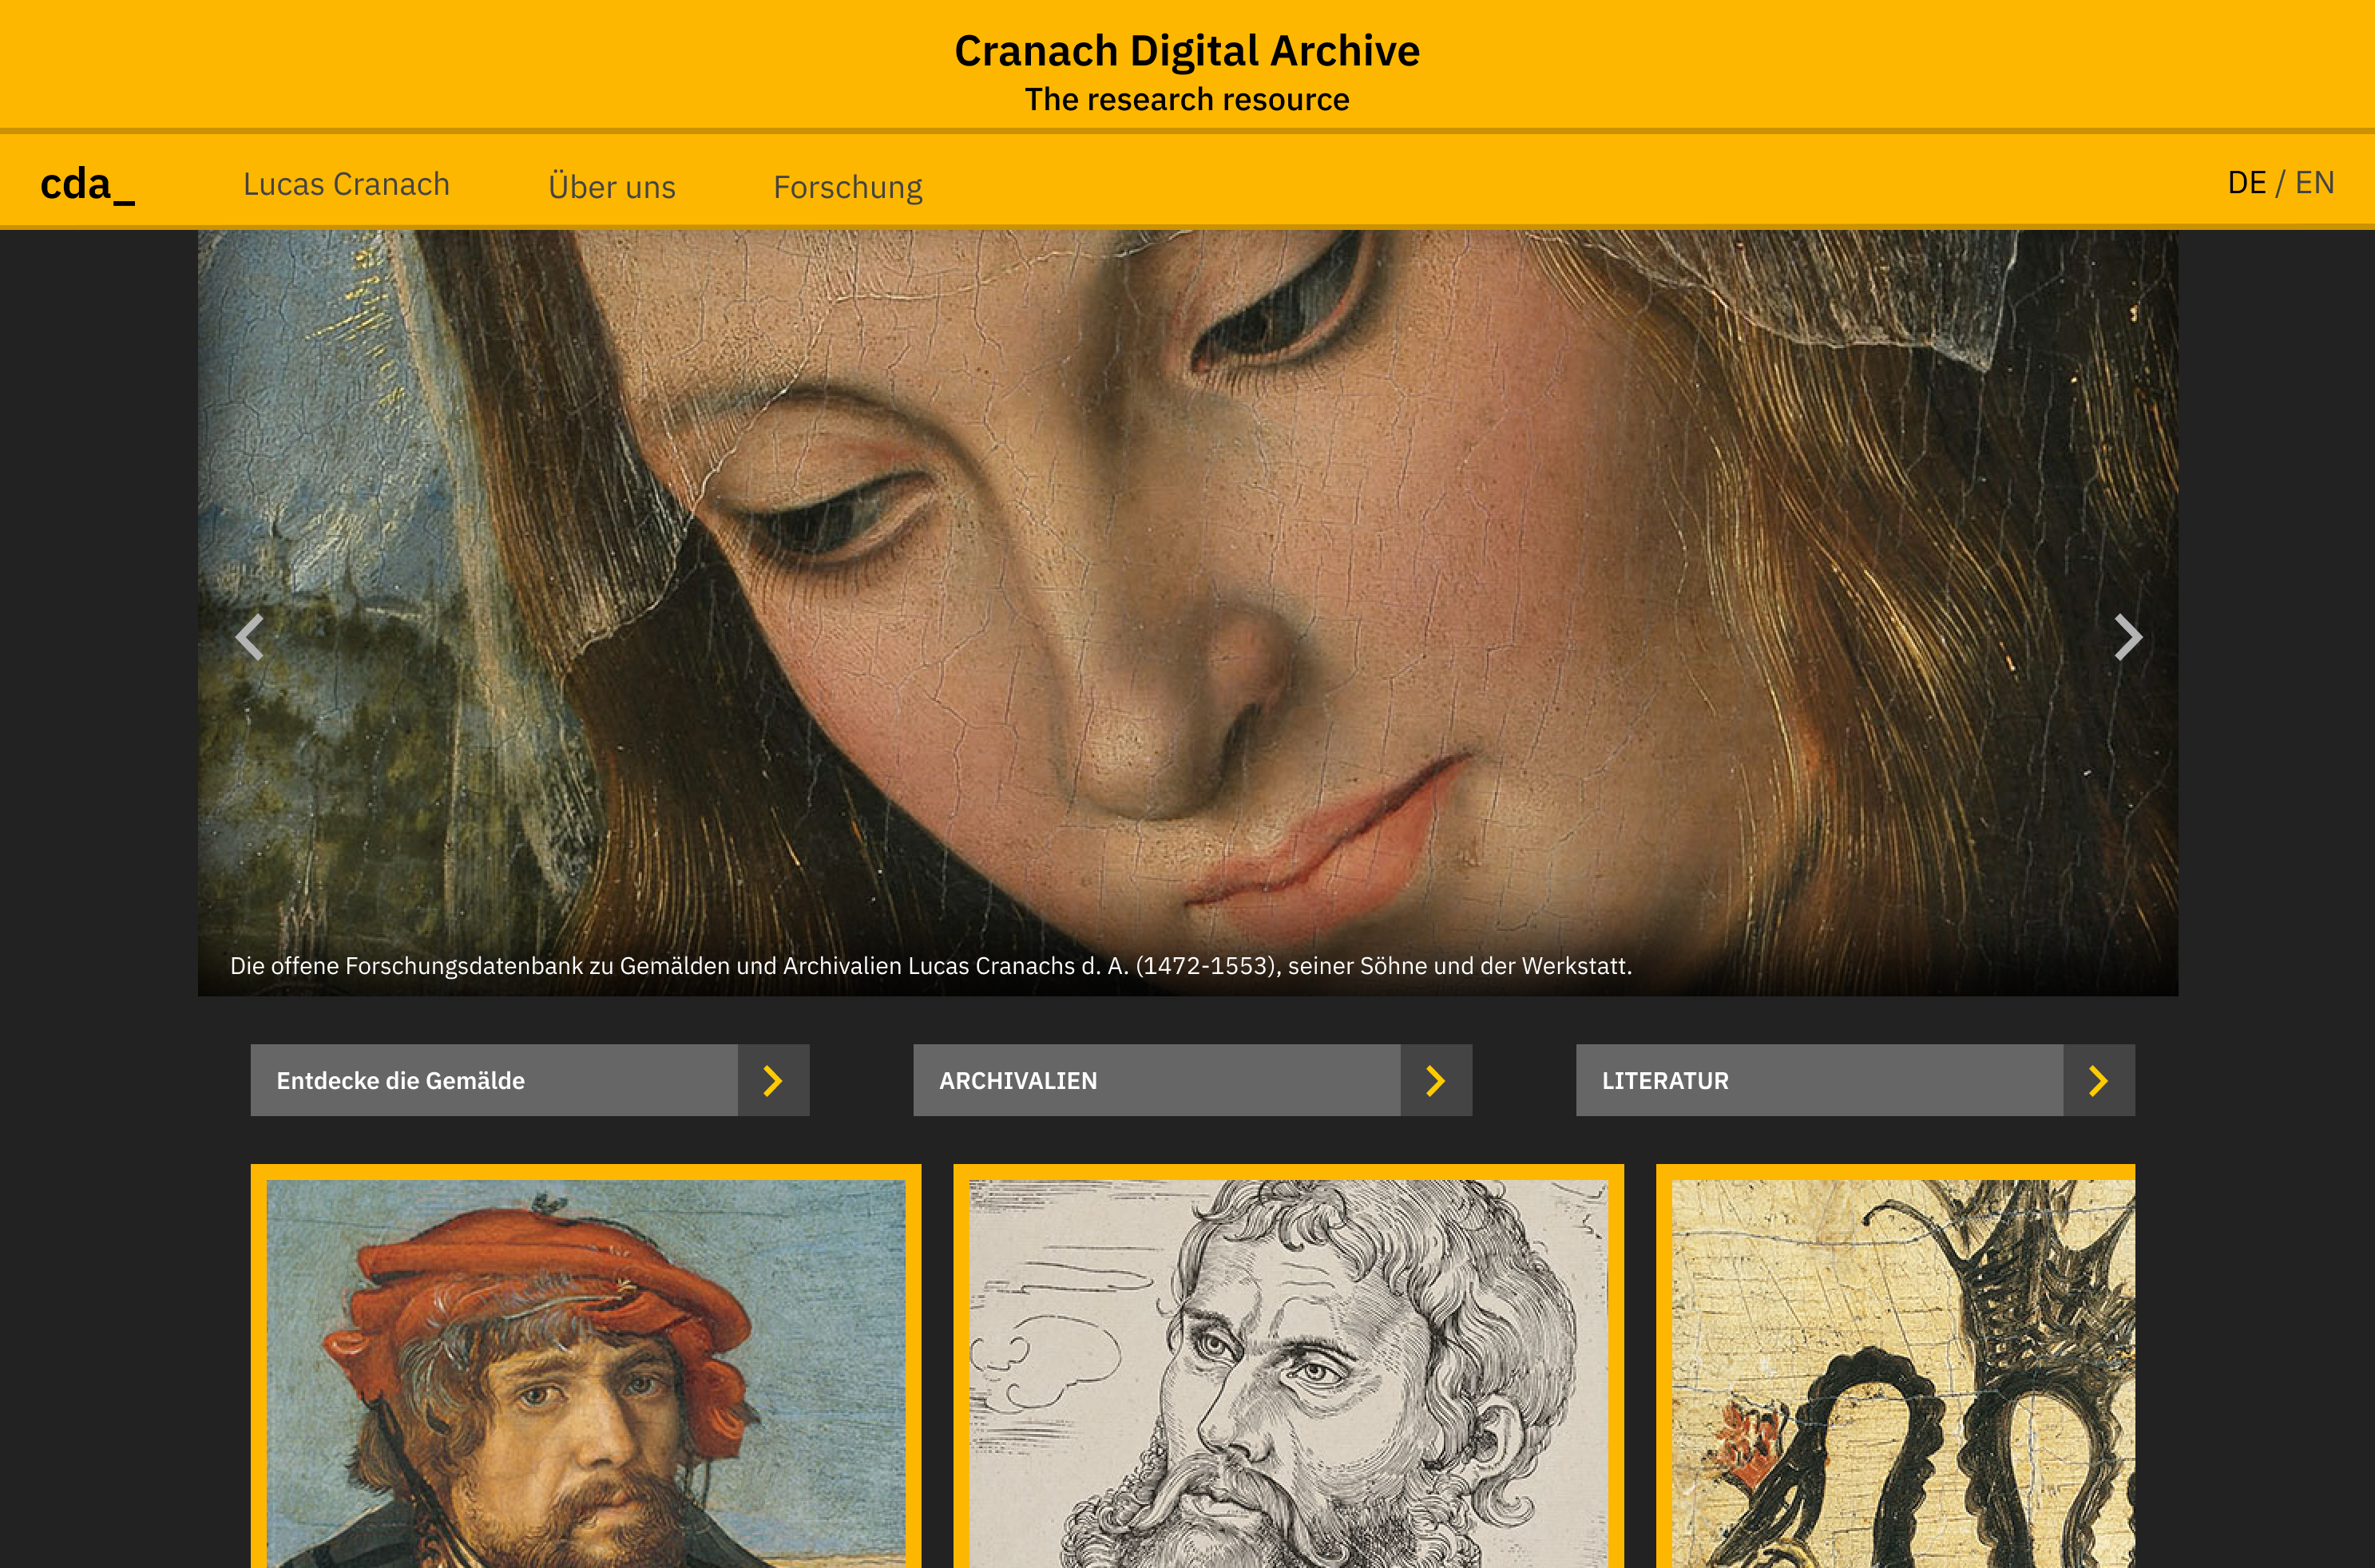 Cranach Digital Archive
The research resource
cda_
Lucas Cranach
Über uns
Forschung
DE / EN
Die offene Forschungsdatenbank zu Gemälden und Archivalien Lucas Cranachs d. A. (1472-1553), seiner Söhne und der Werkstatt.
Entdecke die Gemälde
ARCHIVALIEN
LITERATUR